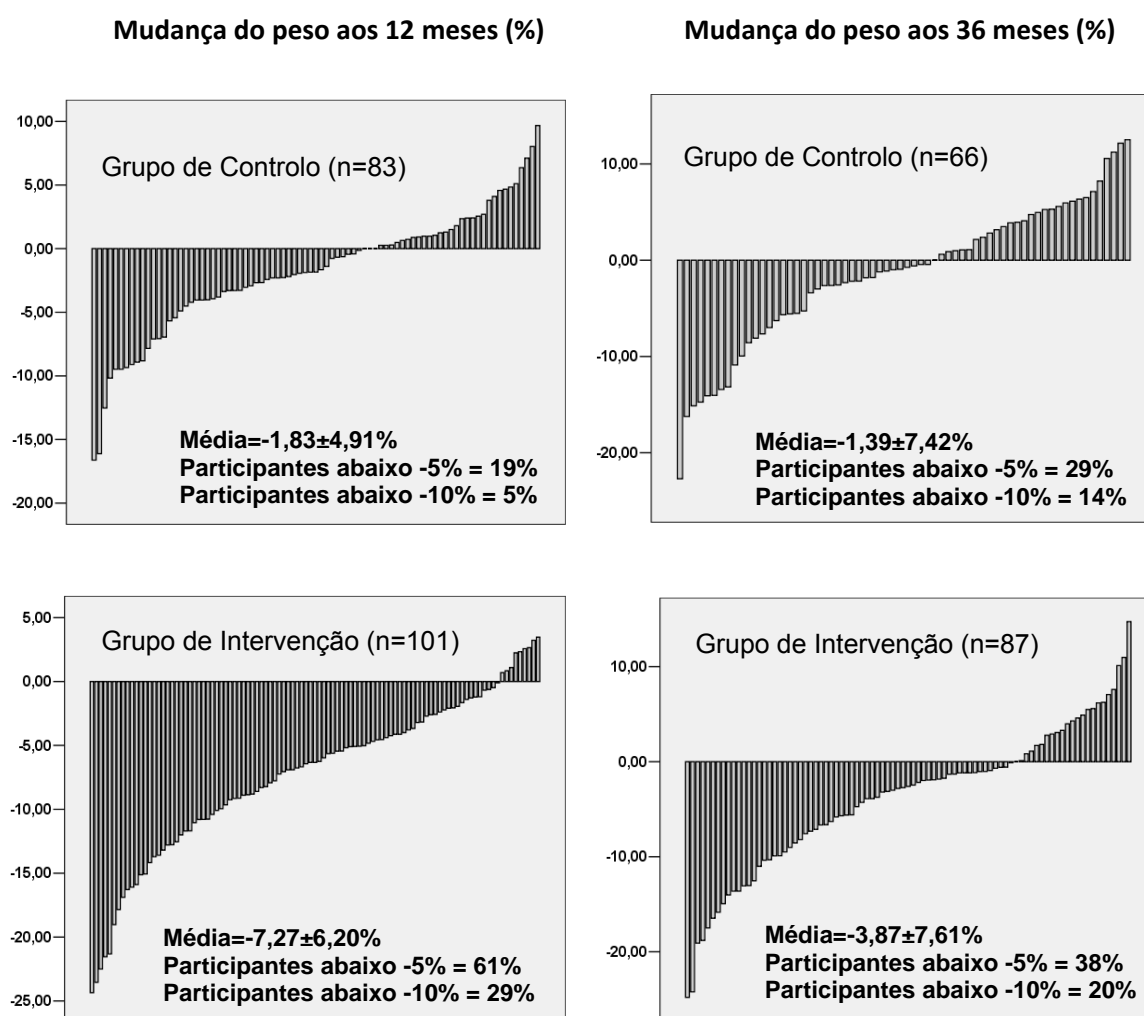 Mudança do peso aos 12 meses (%)
Mudança do peso aos 36 meses (%)
10,00
5,00
0,00
-5,00
-10,00
-15,00
-20,00
Grupo de Controlo (n=83)
Média=-1,83±4,91%
Participantes abaixo -5% = 19%
Participantes abaixo -10% = 5%
10,00
0,00
-10,00
-20,00
Grupo de Controlo (n=66)
Média=-1,39±7,42%
Participantes abaixo -5% = 29%
Participantes abaixo -10% = 14%
5,00
0,00
-5,00
-10,00
-15,00
-20,00
-25,00
Grupo de Intervenção (n=101)
Média=-7,27±6,20%
Participantes abaixo -5% = 61%
Participantes abaixo -10% = 29%
10,00
0,00
-10,00
-20,00
Grupo de Intervenção (n=87)
Média=-3,87±7,61%
Participantes abaixo -5% = 38%
Participantes abaixo -10% = 20%